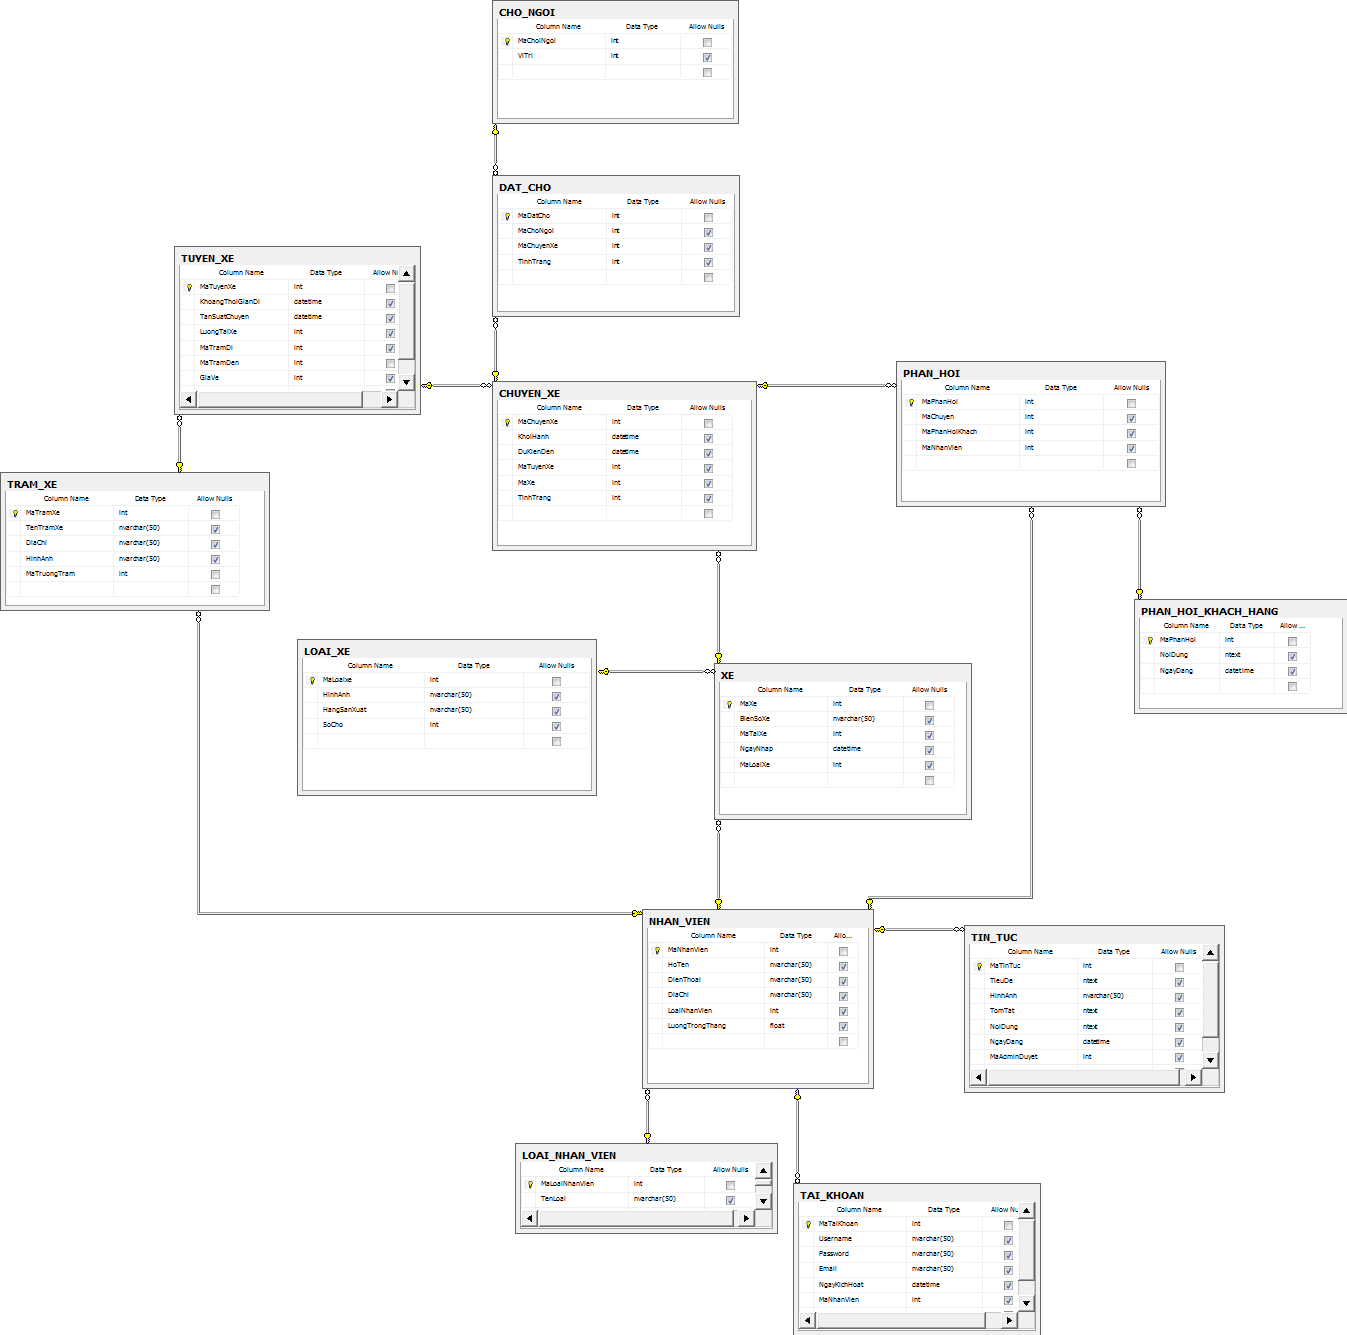 CHO_NGOI
Column Name Data Type Allow Nulls
MaChoiNgoi int
ViTri int
DAT_CHO
Column Name Data Type Allow Nulls
MaDatCho int
MaChoNgoi int
MaChuyenXe int
TinhTrang int
TUYEN_XE
Column Name Data Type Allow N
MaTuyenXe int
KhoangThoiGianDi datetime
TanSuatChuyen datetime
LuongTaiXe int
MaTramDi int
MaTramDen int
GiaVe int
CHUYEN_XE
Column Name Data Type Allow Nulls
MaChuyenXe int
KhoiHanh datetime
DuKienDen datetime
MaTuyenXe int
MaXe int
TinhTrang int
PHAN_HOI
Column Name Data Type Allow Nulls
MaPhanHoi int
MaChuyen int
MaPhanHoiKhach int
MaNhanVien int
TRAM_XE
Column Name Data Type Allow Nulls
MaTramXe int
TenTramXe nvarchar(50)
DiaChi nvarchar(50)
HinhAnh nvarchar(50)
MaTruongTram int
PHAN_HOI_KHACH_HANG
Column Name Data Type Allow ...
MaPhanHoi int
NoiDung ntext
NgayDang datetime
LOAI_XE
Column Name Data Type Allow Nulls
MaLoaixe int
HinhAnh nvarchar(50)
HangSanXuat nvarchar(50)
SoCho int
XE
Column Name Data Type Allow Nulls
MaXe int
BienSoXe nvarchar(50)
MaTaiXe int
NgayNhap datetime
MaLoaiXe int
NHAN_VIEN
Column Name Data Type Allo...
MaNhanVien int
HoTen nvarchar(50)
DienThoai nvarchar(50)
DiaChi nvarchar(50)
LoaiNhanVien int
LuongTrongThang float
TIN_TUC
Column Name Data Type Allow Nulls
MaTinTuc int
TieuDe ntext
HinhAnh nvarchar(50)
TomTat ntext
NoiDung ntext
NgayDang datetime
MaAdminDuyet int
LOAI_NHAN_VIEN
Column Name Data Type Allow Nulls
MaLoaiNhanVien int
TenLoai nvarchar(50)
TAI_KHOAN
Column Name Data Type Allow Nu
MaTaiKhoan int
Username nvarchar(50)
Password nvarchar(50)
Email nvarchar(50)
NgayKichHoat datetime
MaNhanVien int